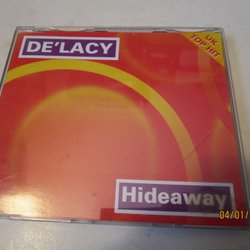 DE'LACY
UK
TOP HIT
Hideaway
04/01/